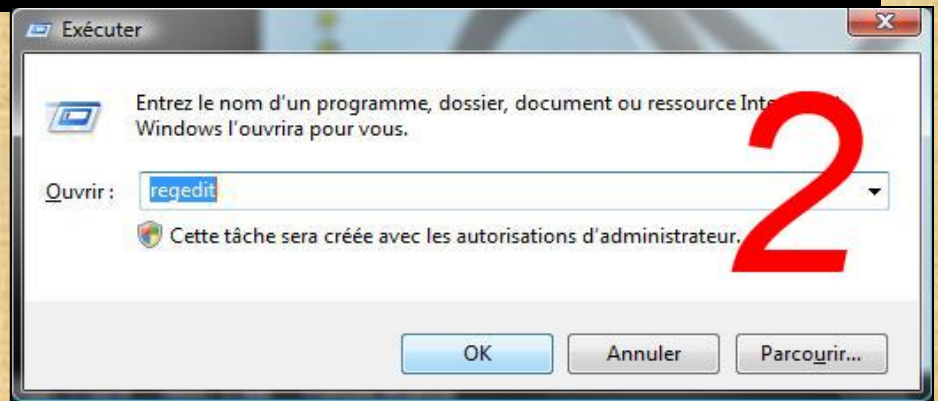 Exécuter
Entrez le nom d'un programme, dossier, document ou ressource
Windows l'ouvrira pour vous.
Ouvrir :
regedit
Cette tâche sera créée avec les autorisations d'administrateur.
2
OK
Annuler
Parcourir...